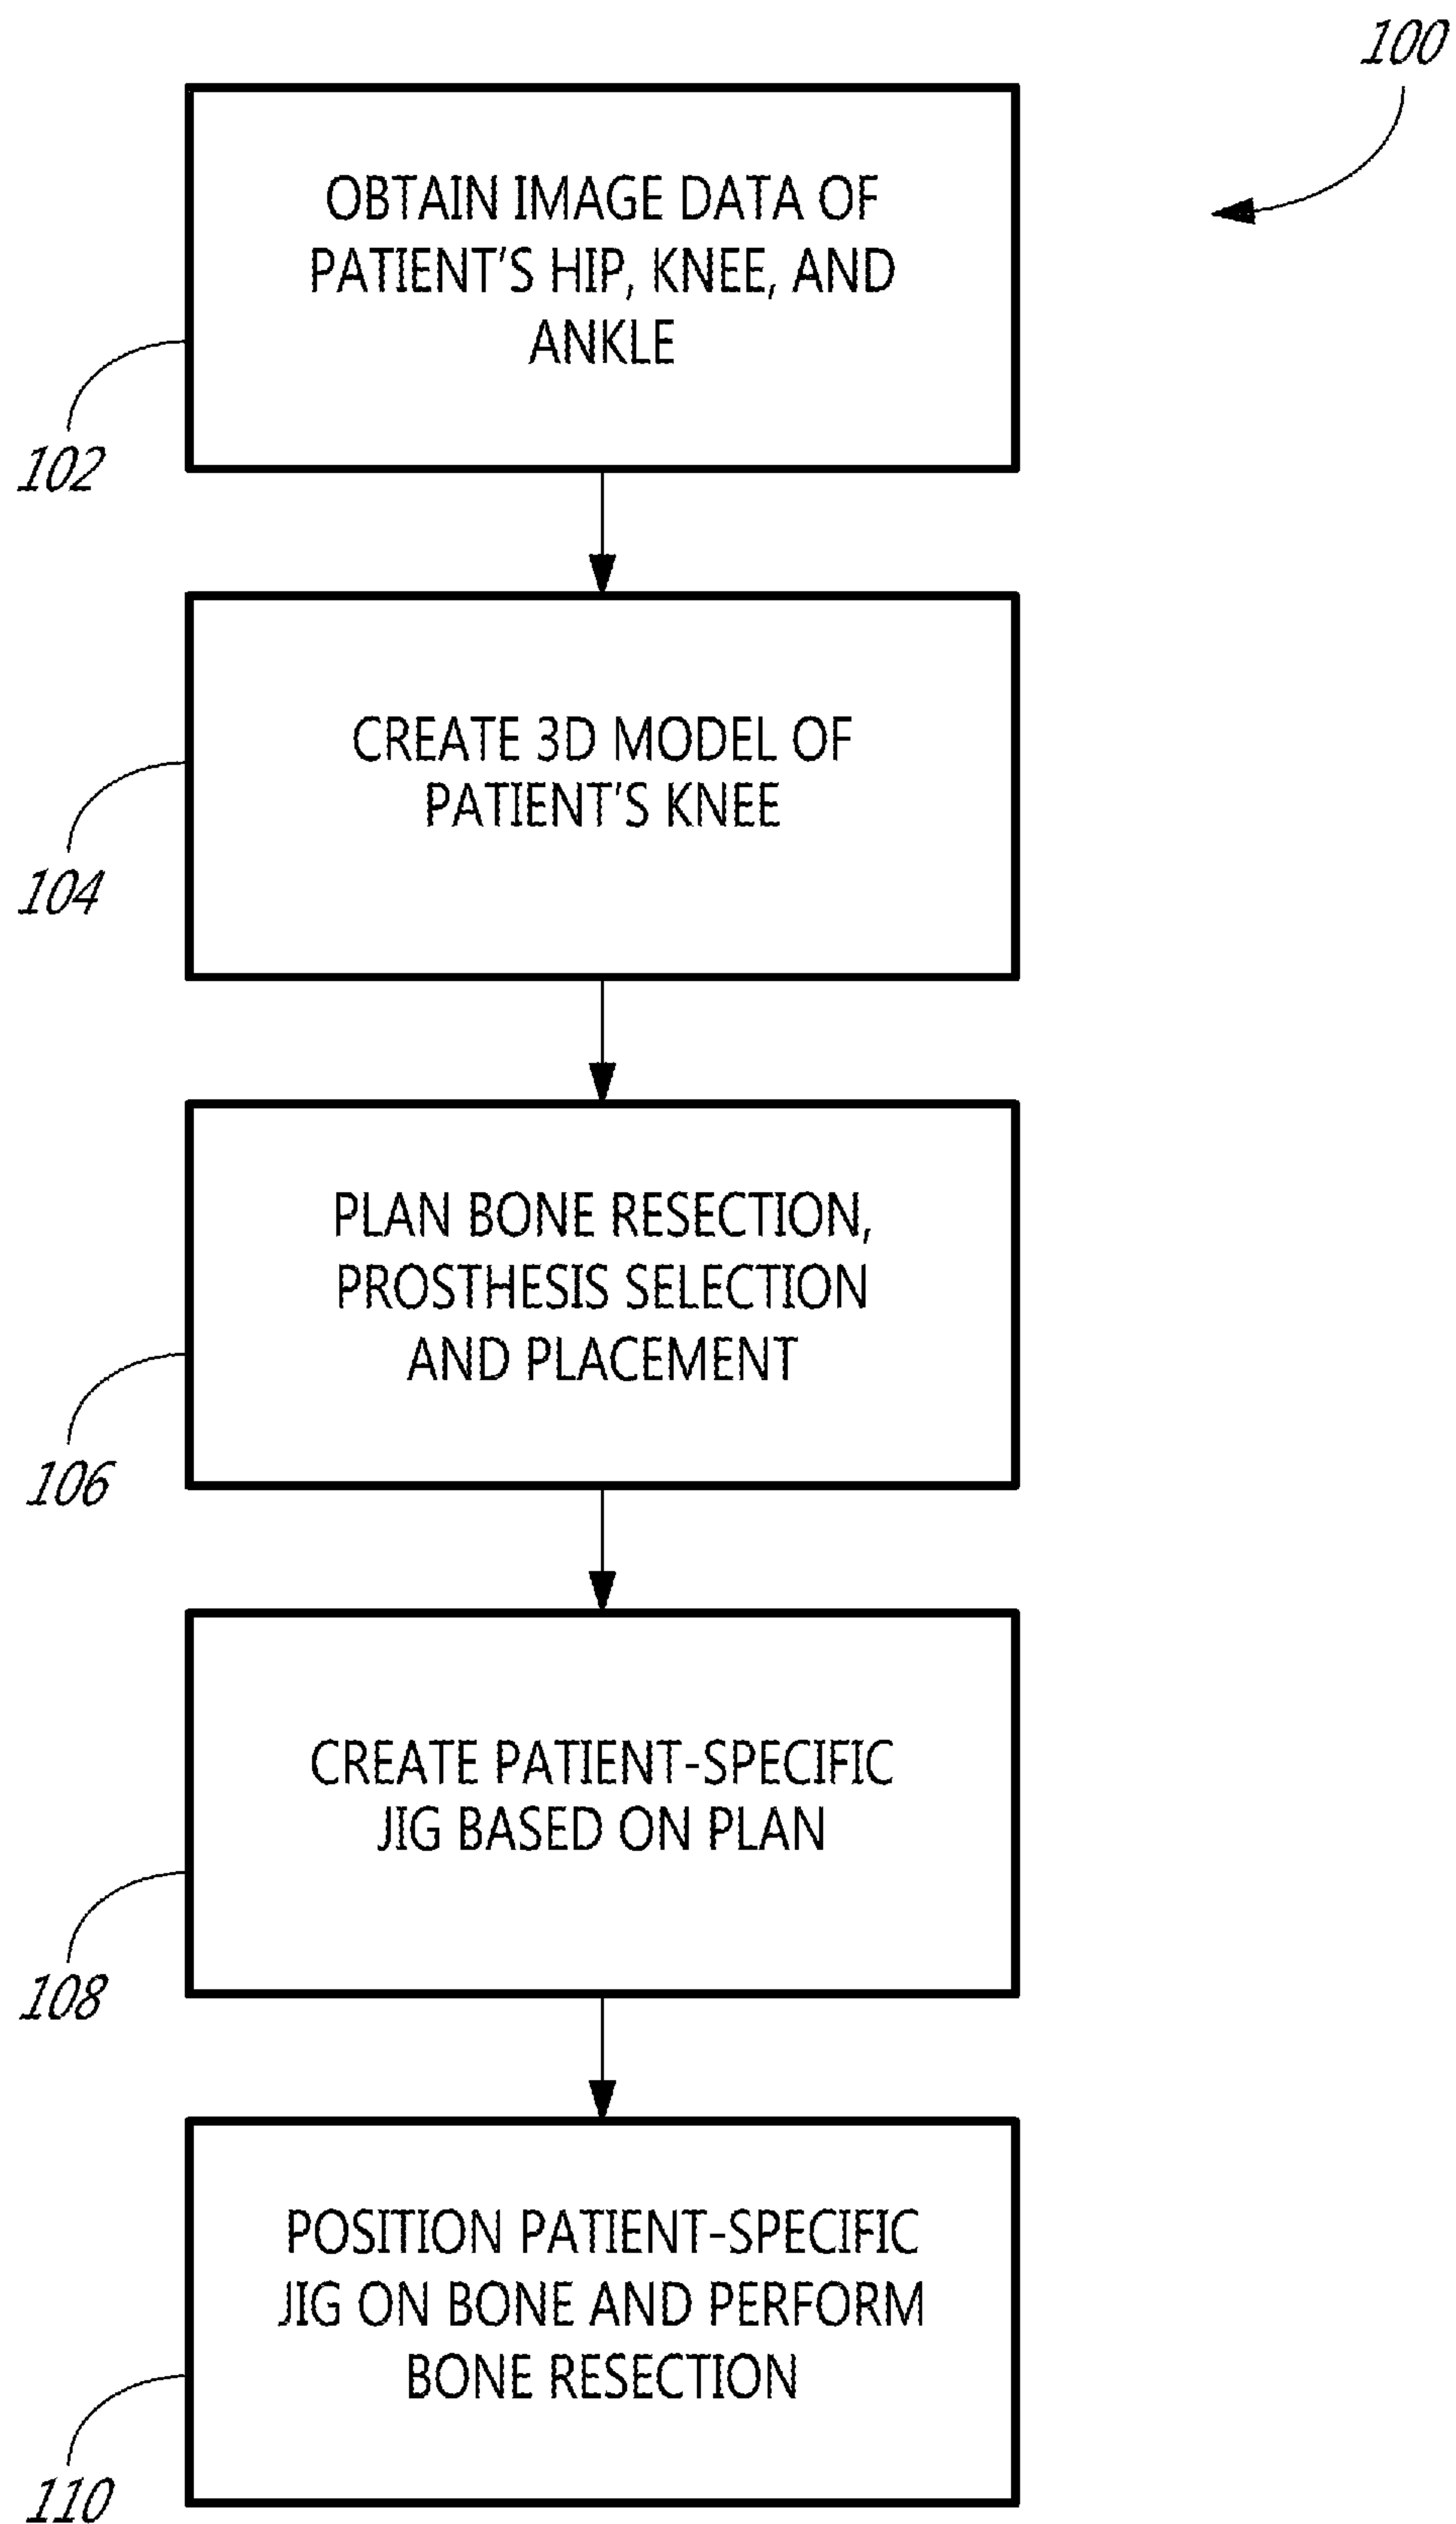 100
OBTAIN IMAGE DATA OF
PATIENT'S HIP, KNEE, AND
ANKLE
102
CREATE 3D MODEL OF
PATIENT'S KNEE
104
PLAN BONE RESECTION,
PROSTHESIS SELECTION
AND PLACEMENT
106
CREATE PATIENT-SPECIFIC
JIG BASED ON PLAN
108
POSITION PATIENT-SPECIFIC
JIG ON BONE AND PERFORM
BONE RESECTION
110